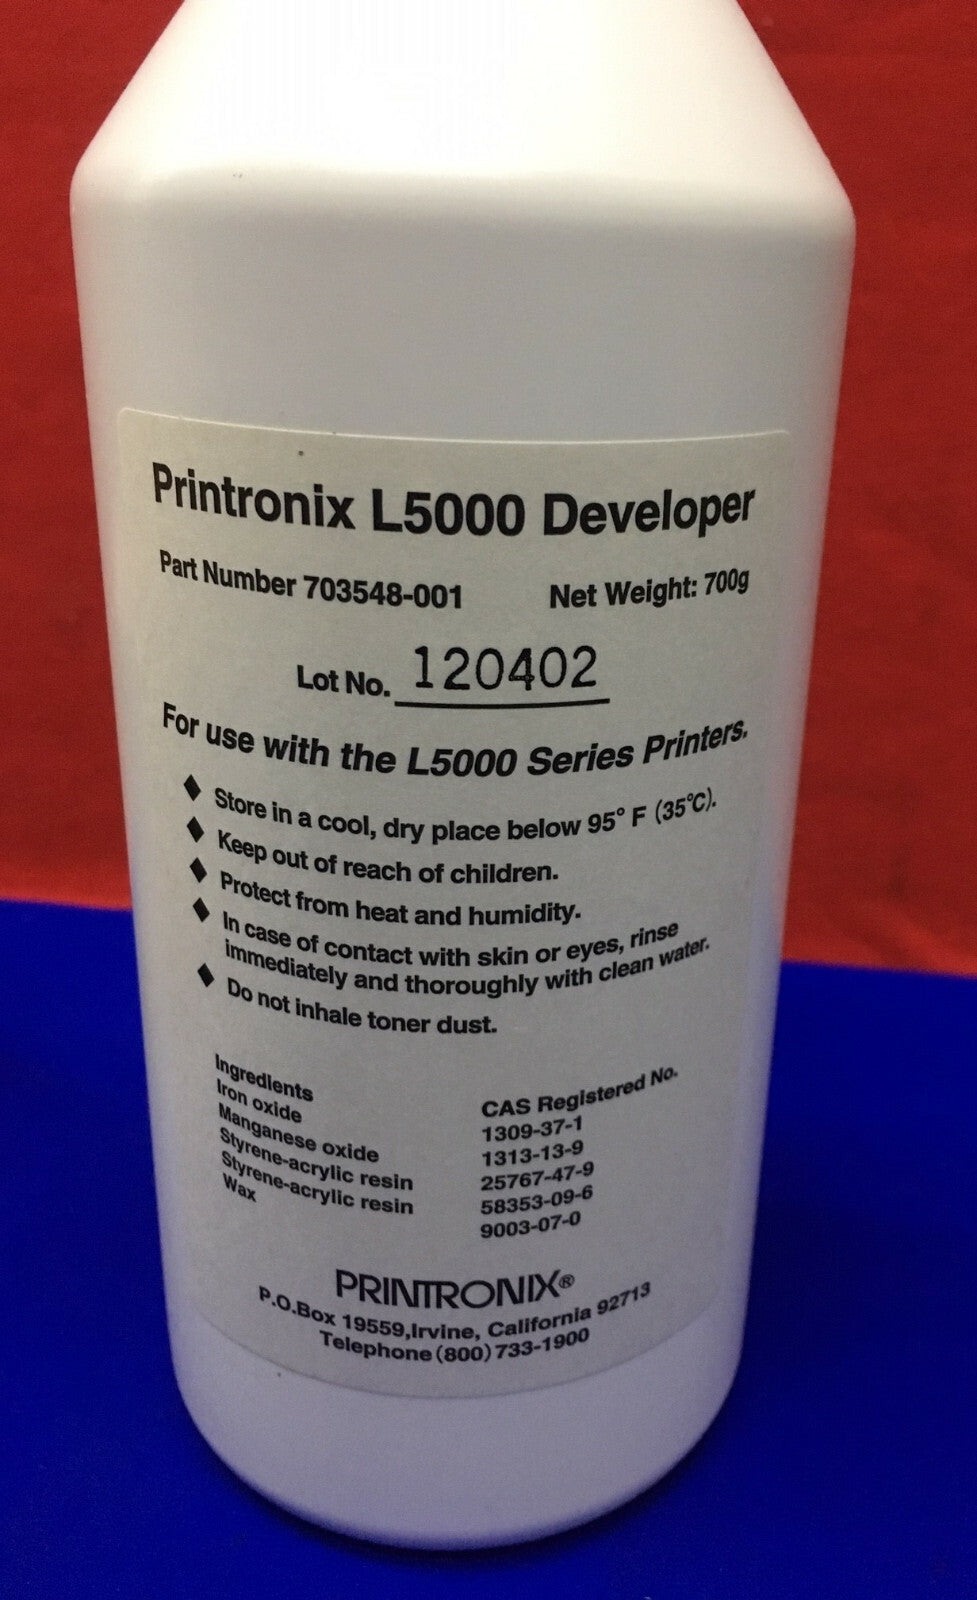 Printronix L5000 Developer
Part Number 703548-001 Net Weight: 700g
Lot No. 120402
For use with the L5000 Series Printers.
♦ Store in a cool, dry place below 95° F (35°C).
♦ Keep out of reach of children.
♦ Protect from heat and humidity.
♦ In case of contact with skin or eyes, rinse
immediately and thoroughly with clean water.
♦ Do not inhale toner dust.
Ingredients CAS Registered No.
Iron oxide 1309-37-1
Manganese oxide 1313-13-9
Styrene-acrylic resin 25767-47-9
Styrene-acrylic resin 58353-09-6
Wax 9003-07-0
PRINTRONIX®
P.O.Box 19559,Irvine, California 92713
Telephone (800) 733-1900